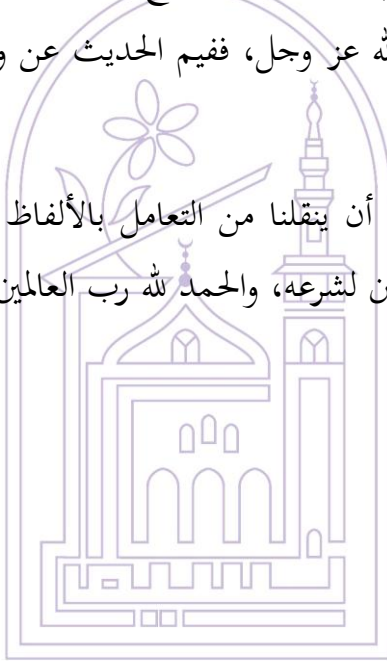 لله عز وجل، ففيم الحديث عن و
أن ينقلنا من التعامل بالألفاظ
ن لشرعه، والحمد لله رب العالمين